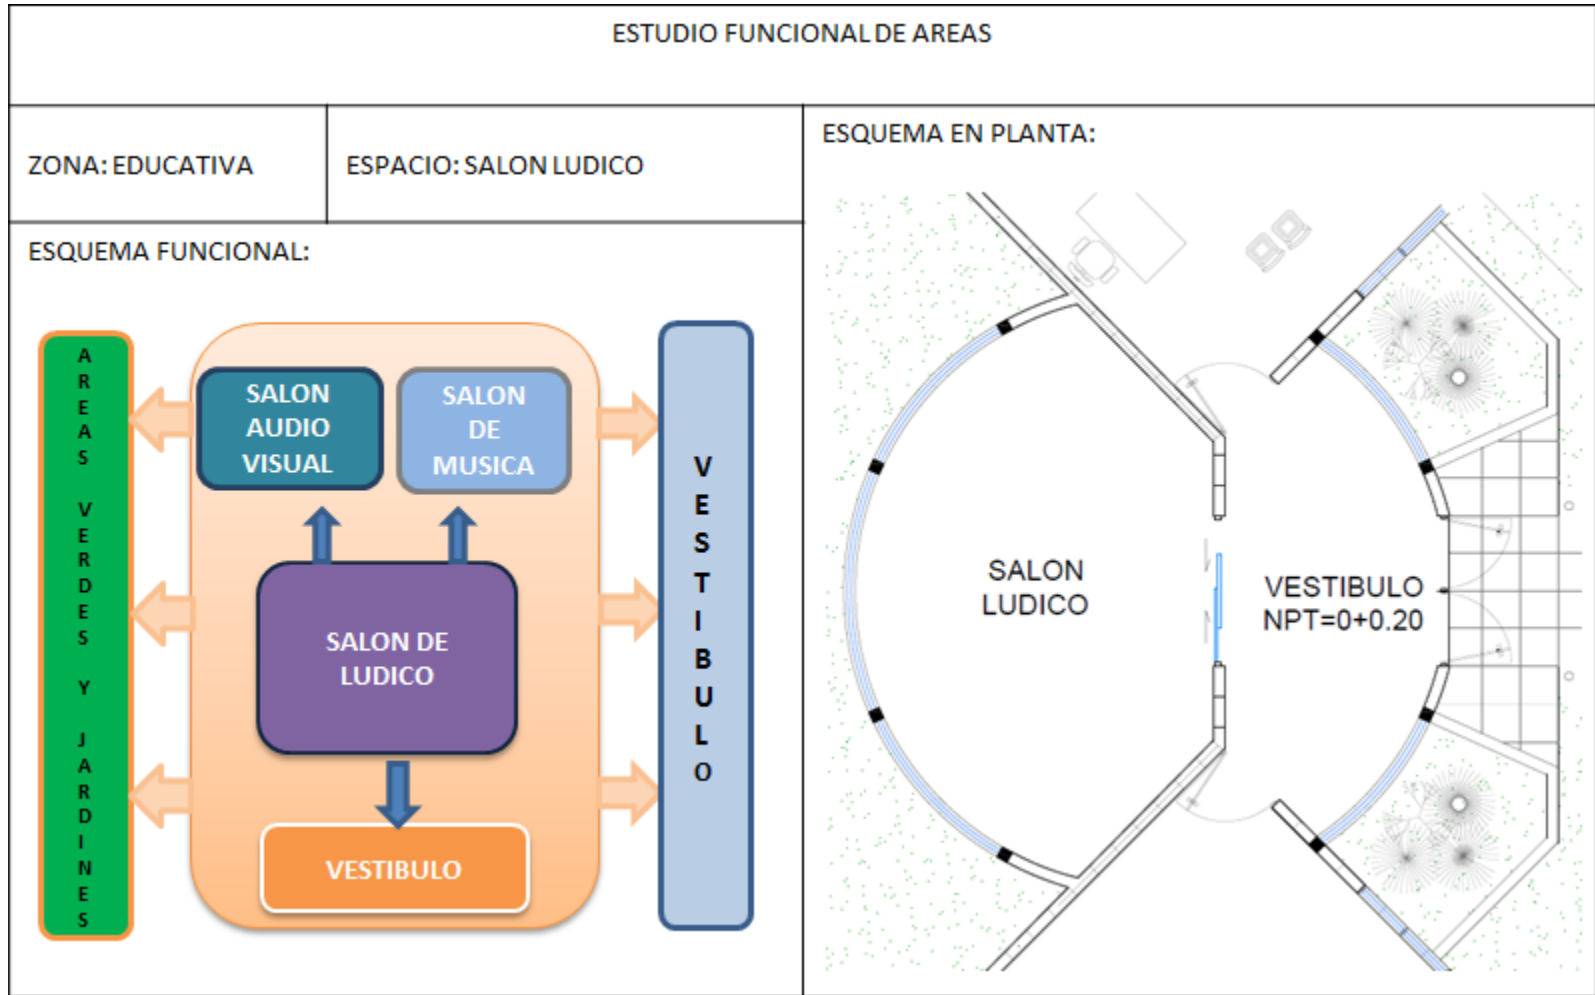 ESTUDIO FUNCIONAL DE AREAS
ZONA: EDUCATIVA
ESPACIO: SALON LUDICO
ESQUEMA FUNCIONAL:
AREAS VERDES Y JARDINES
SALON
AUDIO
VISUAL
SALON
DE
MUSICA
SALON DE
LUDICO
VESTIBULO
VESTIBULO
ESQUEMA EN PLANTA:
SALON
LUDICO
VESTIBULO
NPT=0+0.20